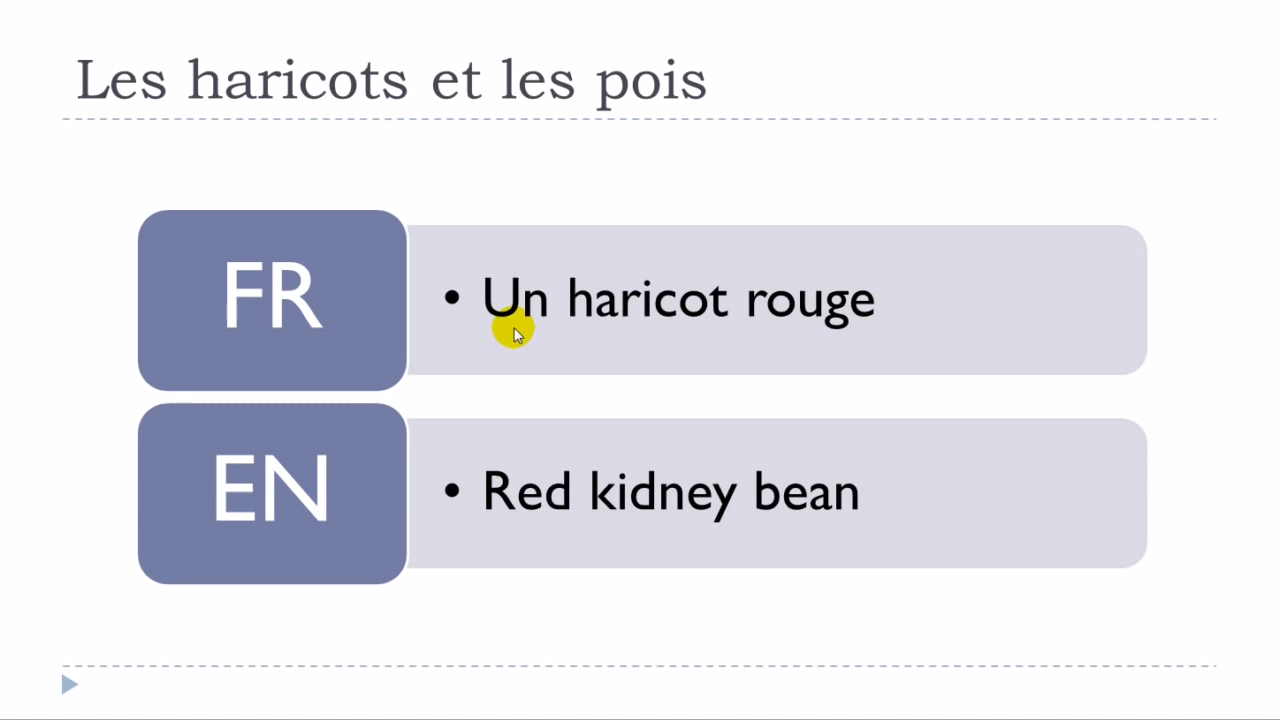 Les haricots et les pois
FR
• Un haricot rouge
EN
• Red kidney bean